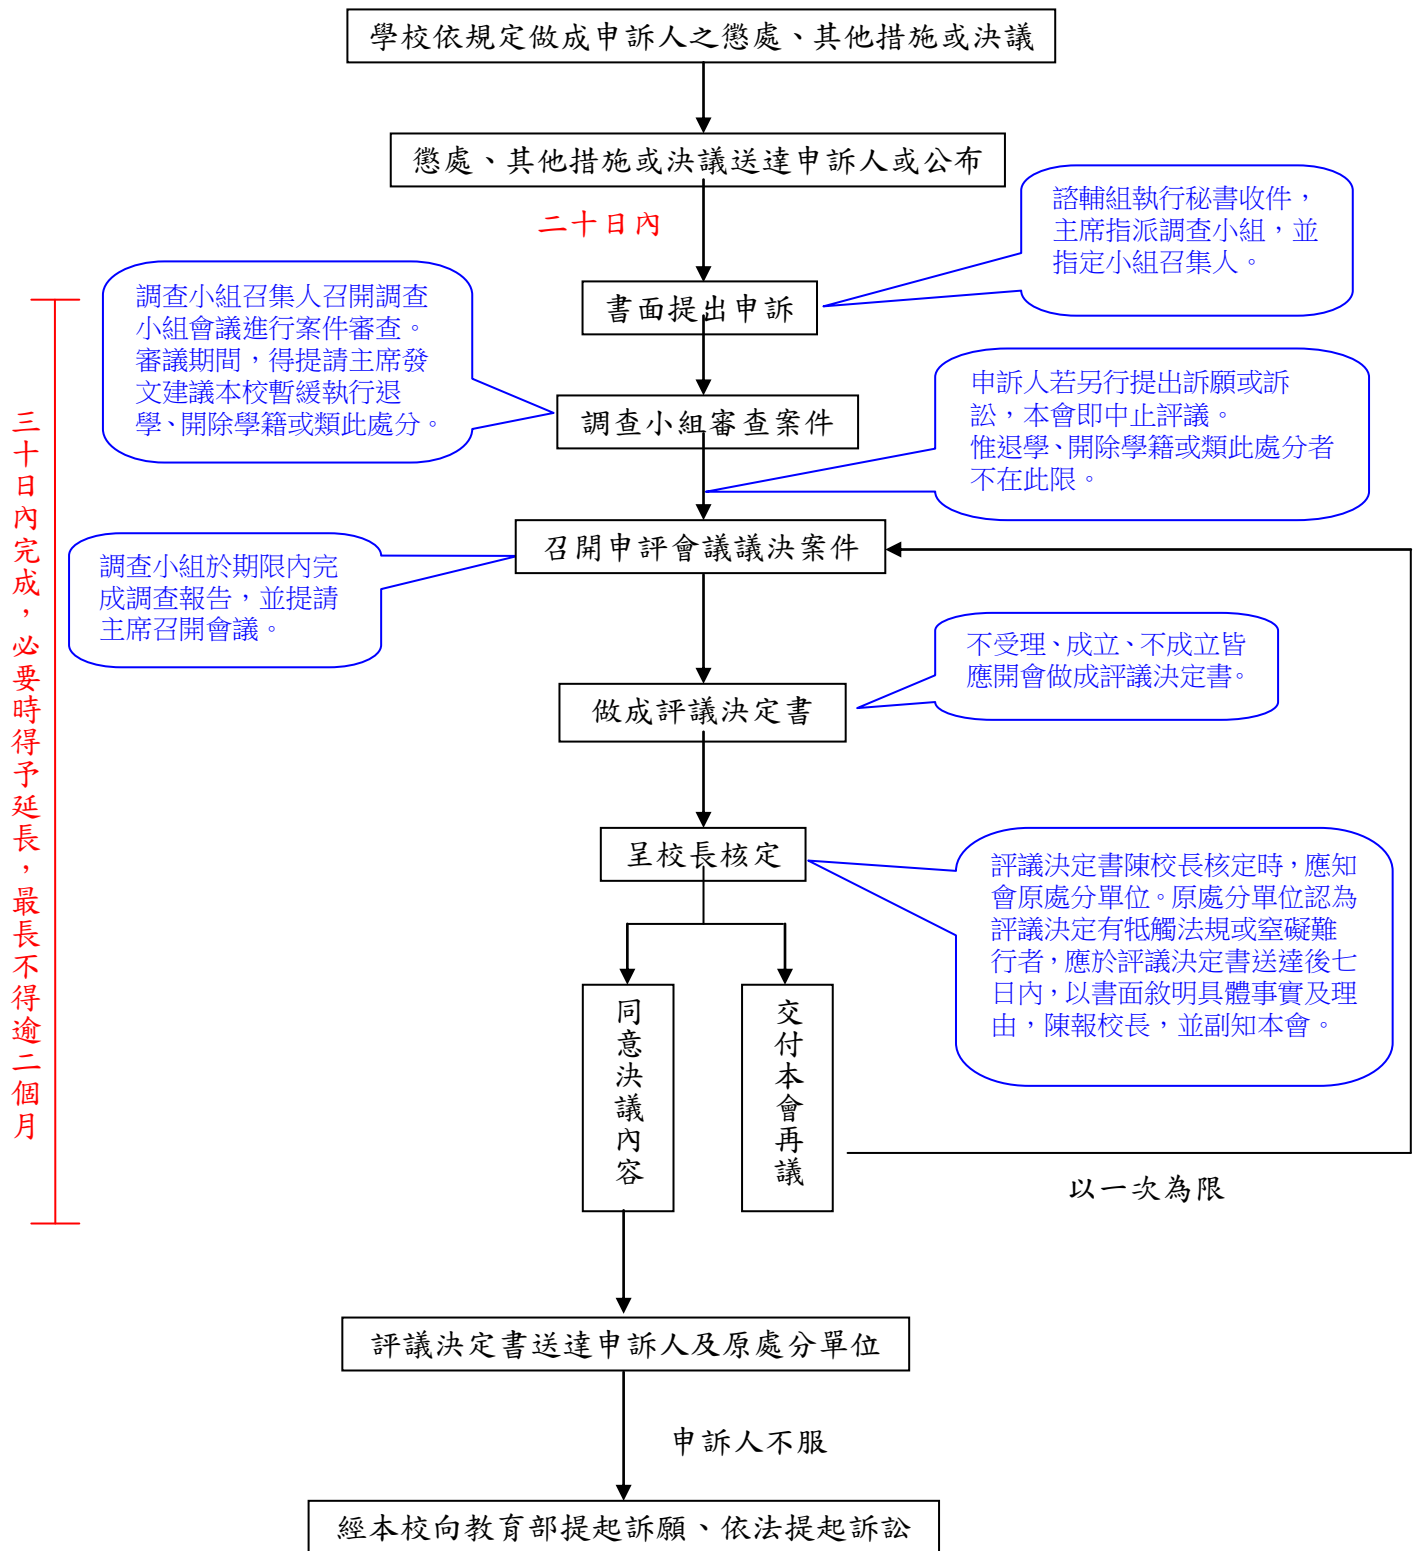 學校依規定做成申訴人之懲處、其他措施或決議
懲處、其他措施或決議送達申訴人或公布
二十日內
諮輔組執行秘書收件，
主席指派調查小組，並
指定小組召集人。
書面提出申訴
調查小組召集人召開調查
小組會議進行案件審查。
審議期間，得提請主席發
文建議本校暫緩執行退
學、開除學籍或類此處分。
申訴人若另行提出訴願或訴
訟，本會即中止評議。
惟退學、開除學籍或類此處分者
不在此限。
調查小組審查案件
三十日內完成，必要時得予延長，最長不得逾二個月
召開申評會議議決案件
調查小組於期限內完
成調查報告，並提請
主席召開會議。
不受理、成立、不成立皆
應開會做成評議決定書。
做成評議決定書
呈校長核定
評議決定書陳校長核定時，應知
會原處分單位。原處分單位認為
評議決定有牴觸法規或窒礙難
行者，應於評議決定書送達後七
日內，以書面敘明具體事實及理
由，陳報校長，並副知本會。
同意決議內容
交付本會再議
以一次為限
評議決定書送達申訴人及原處分單位
申訴人不服
經本校向教育部提起訴願、依法提起訴訟